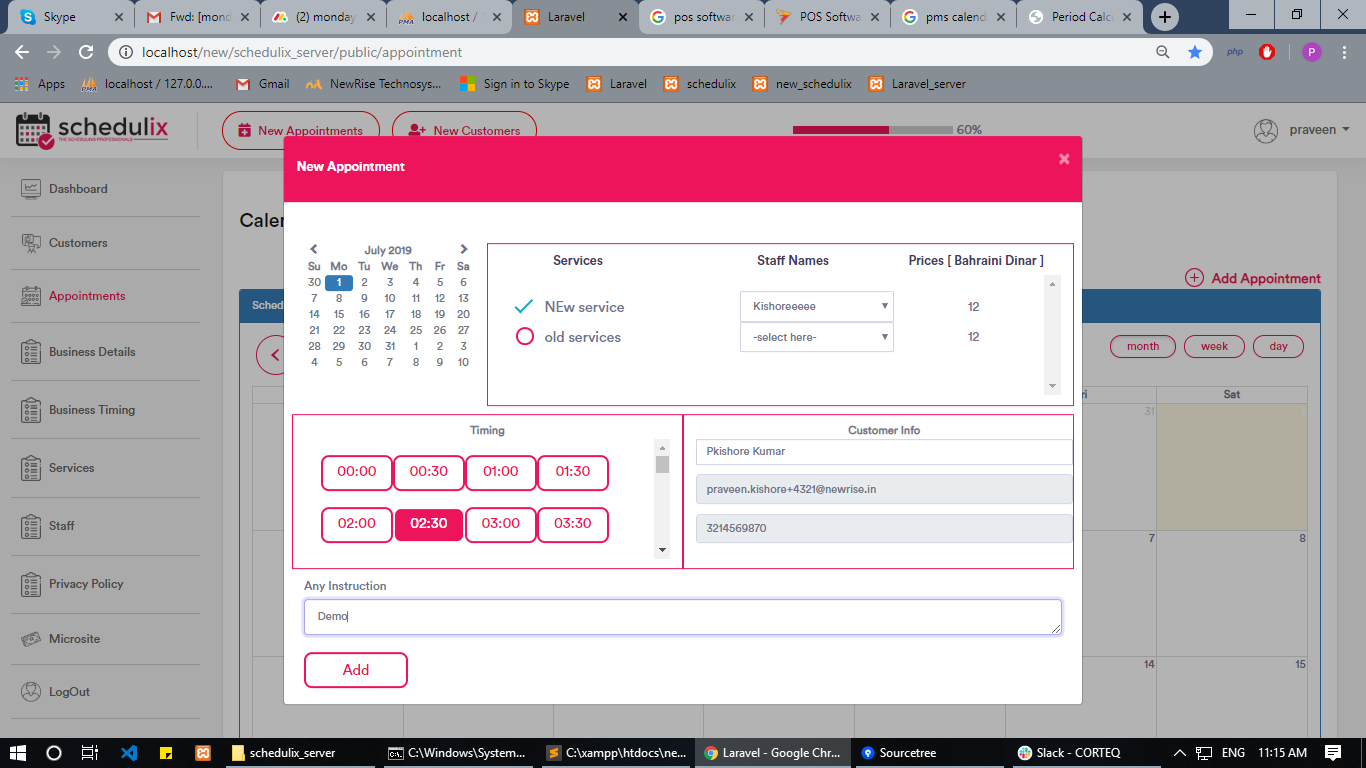 Skype
Fwd: [mond
(2) monday
localhost / 1
Laravel
pos softwar
POS Softwa
pms calend
Period Calc
localhost/new/schedulix_server/public/appointment
php
P
Apps
localhost / 127.0.0....
Gmail
NewRise Technosys...
Sign in to Skype
Laravel
schedulix
new_schedulix
Laravel_server
schedulix
THE SCHEDULING PROFESSIONALS
New Appointments
New Customers
60%
praveen
New Appointment
×
Dashboard
Customers
Appointments
Business Details
Business Timing
Services
Staff
Privacy Policy
Microsite
LogOut
Calen
Add Appointment
Sched
month
week
day
ri
Sat
31
7
8
14
15
July 2019
Su Mo Tu We Th Fr Sa
30 1 2 3 4 5 6
7 8 9 10 11 12 13
14 15 16 17 18 19 20
21 22 23 24 25 26 27
28 29 30 31 1 2 3
4 5 6 7 8 9 10
Services Staff Names Prices [ Bahraini Dinar ]
NEw service Kishoreeeee 12
old services -select here- 12
Timing
00:00 00:30 01:00 01:30
02:00 02:30 03:00 03:30
Customer Info
Pkishore Kumar
praveen.kishore+4321@newrise.in
3214569870
Any Instruction
Demo
Add
schedulix_server
C:\Windows\System...
C:\xampp\htdocs\ne...
Laravel - Google Chr...
Sourcetree
Slack - CORTEQ
ENG
11:15 AM